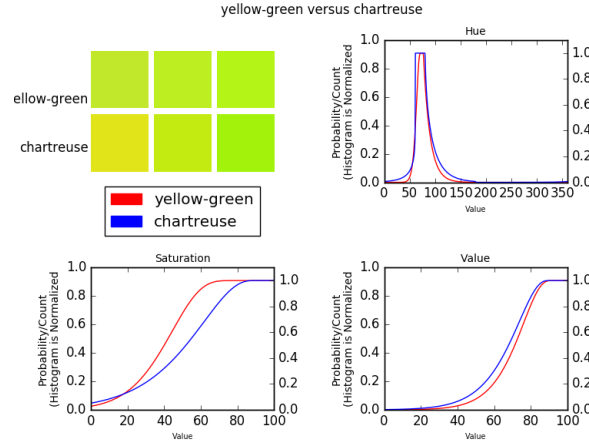 yellow-green versus chartreuse
ellow-green
chartreuse
yellow-green
chartreuse
Hue
Probability/Count
(Histogram is Normalized
1.0
0.8
0.6
0.4
0.2
0.0
1.0
0.8
0.6
0.4
0.2
0.0
0 50 100 150 200 250 300 350
Value
Saturation
Probability/Count
(Histogram is Normalized
1.0
0.8
0.6
0.4
0.2
0.0
1.0
0.8
0.6
0.4
0.2
0.0
0 20 40 60 80 100
Value
Value
Probability/Count
(Histogram is Normalized
1.0
0.8
0.6
0.4
0.2
0.0
1.0
0.8
0.6
0.4
0.2
0.0
0 20 40 60 80 100
Value